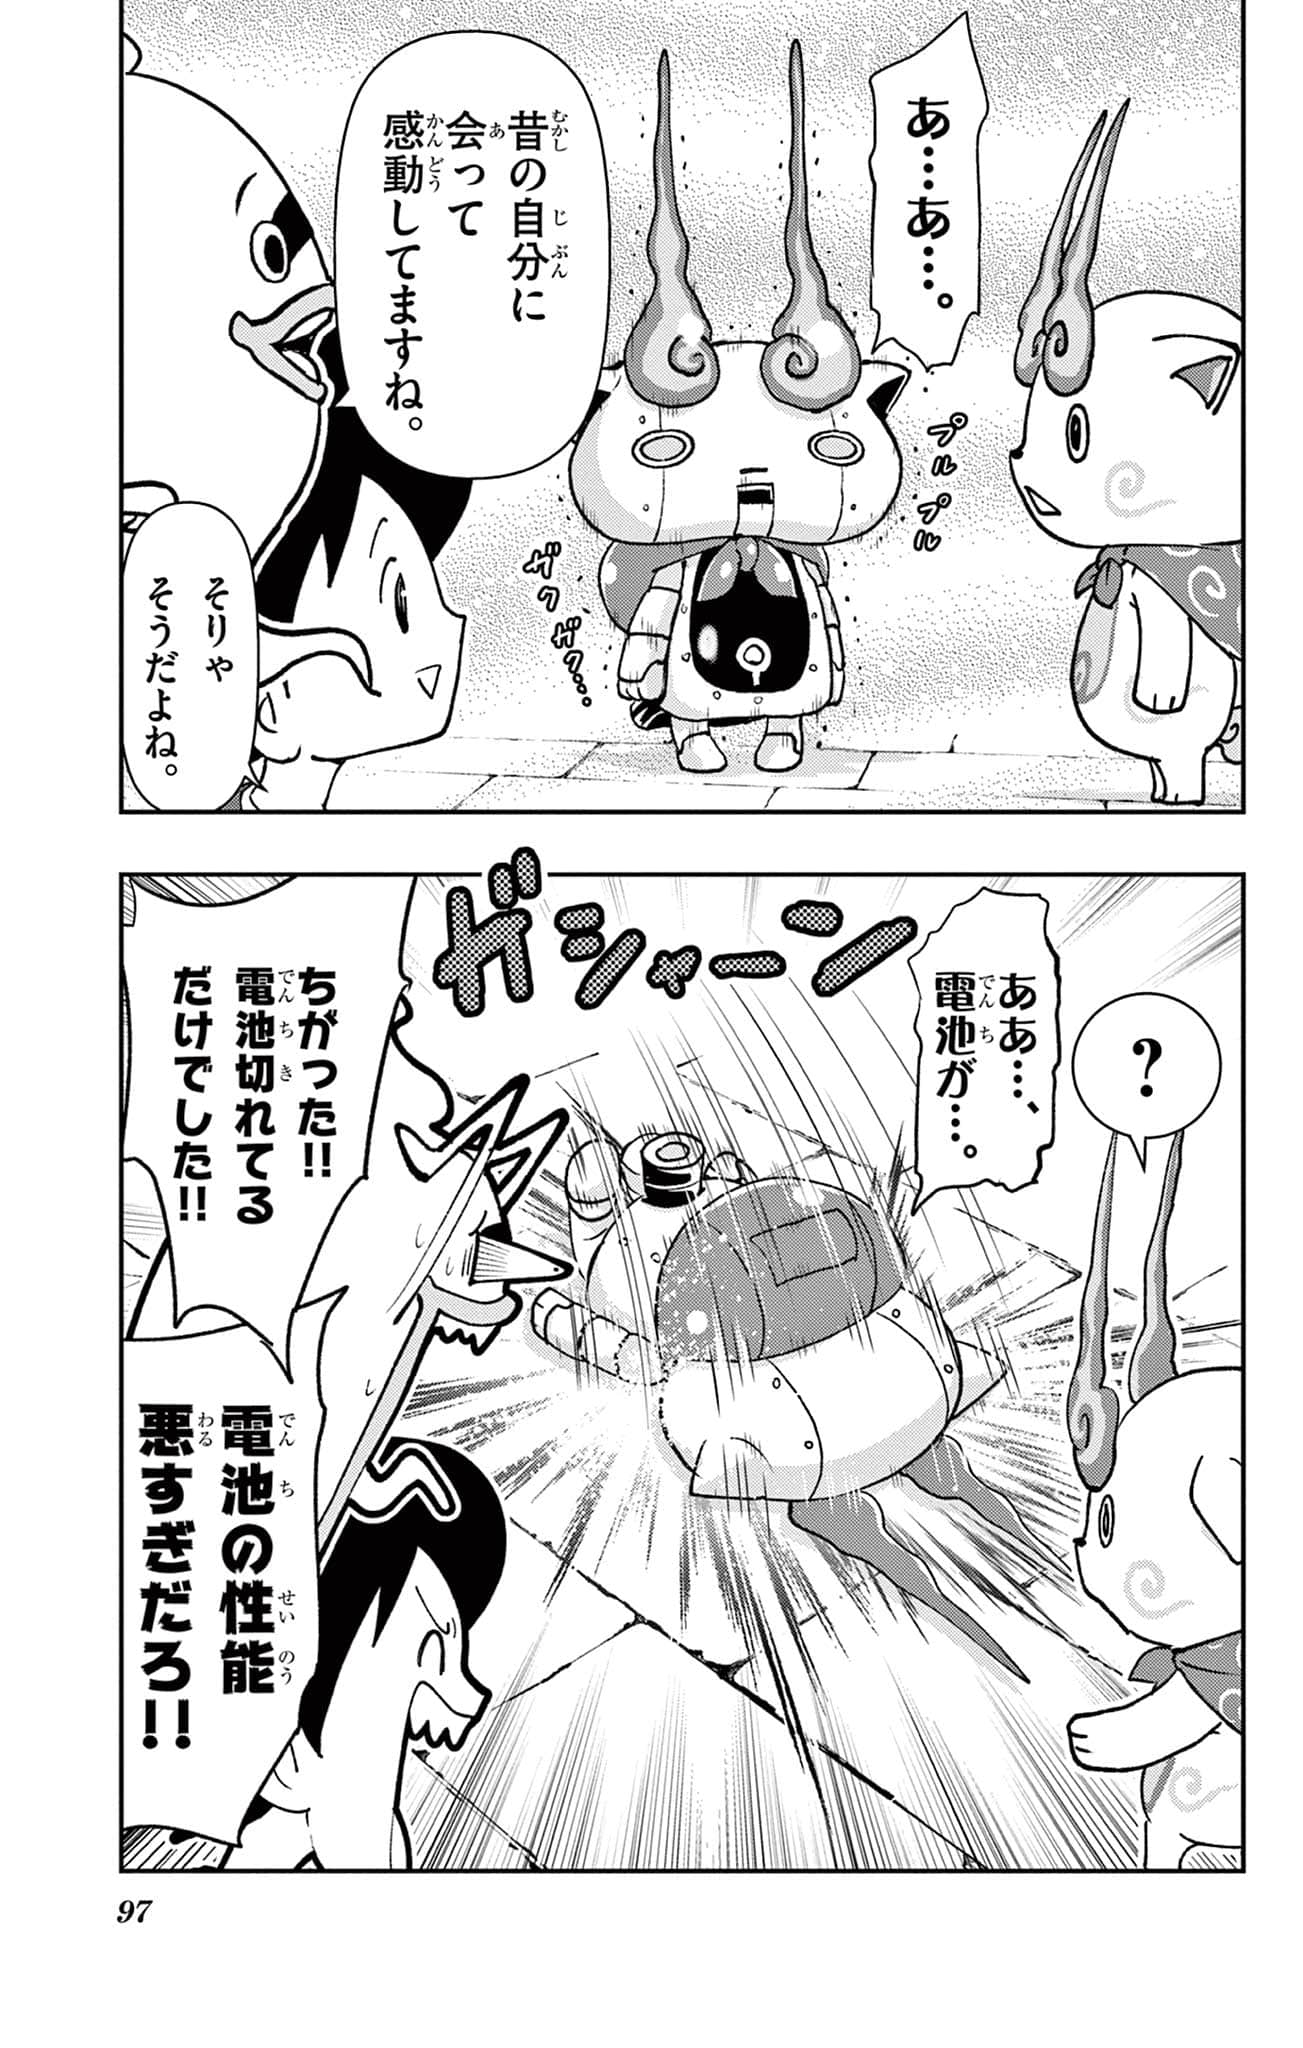 あ…あ…。
プルプルプル
ガクガク…。
昔の自分に
会って
感動してますね。
そりゃ
そうだよね。
?
ああ…、
電池が…。
ガシャーン
ちがった!!
電池切れてる
だけでした!!
電池の性能
悪すぎだろ!!
97